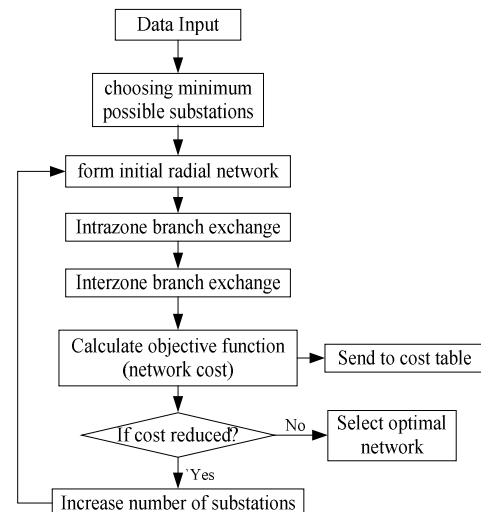 Data Input
choosing minimum
possible substations
form initial radial network
Intrazone branch exchange
Interzone branch exchange
Calculate objective function
(network cost)
Send to cost table
If cost reduced?
No
Select optimal
network
`Yes
Increase number of substations